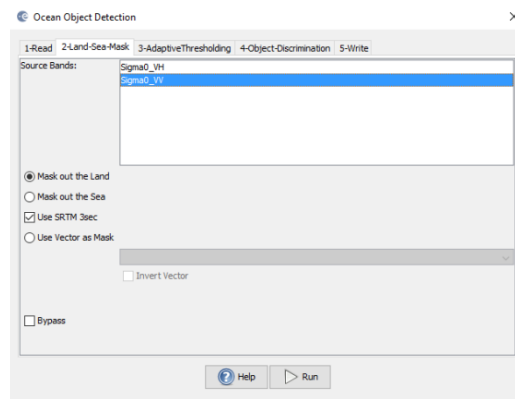 Ocean Object Detection
1-Read 2-Land-Sea-Mask 3-AdaptiveThresholding 4-Object-Discrimination 5-Write
Source Bands:
Sigma0_VH
Sigma0_VV
Mask out the Land
Mask out the Sea
Use SRTM 3sec
Use Vector as Mask
Invert Vector
Bypass
Help Run